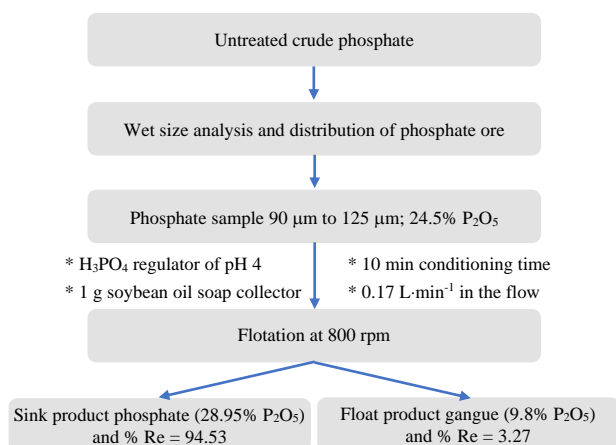 Untreated crude phosphate
Wet size analysis and distribution of phosphate ore
Phosphate sample 90 μm to 125 μm; 24.5% P₂O₅
* H₃PO₄ regulator of pH 4
* 1 g soybean oil soap collector
* 10 min conditioning time
* 0.17 L·min⁻¹ in the flow
Flotation at 800 rpm
Sink product phosphate (28.95% P₂O₅)
and % Re = 94.53
Float product gangue (9.8% P₂O₅)
and % Re = 3.27